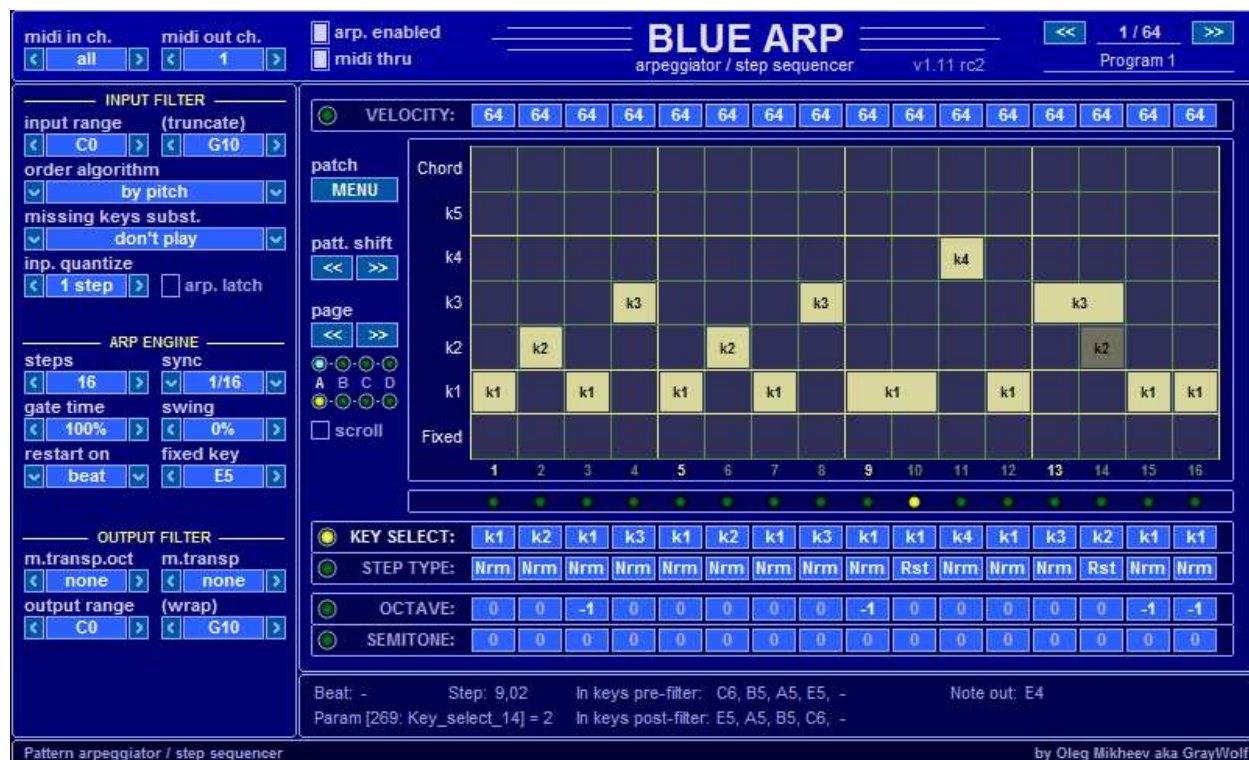 midi in ch. midi out ch.
< all > < 1 >
arp. enabled
midi thru
BLUE ARP
arpeggiator / step sequencer v1.11 rc2
<< 1 / 64 >>
Program 1
INPUT FILTER
input range (truncate)
< C0 > < G10 >
order algorithm
by pitch
missing keys subst.
don't play
inp. quantize
< 1 step > arp. latch
ARP ENGINE
steps sync
< 16 > 1/16
gate time swing
< 100% > < 0% >
restart on fixed key
beat < E5 >
OUTPUT FILTER
m.transp.oct m.transp
< none > < none >
output range (wrap)
< C0 > < G10 >
VELOCITY: 64 64 64 64 64 64 64 64 64 64 64 64 64 64 64 64
patch
MENU
patt. shift
<< >>
page
<< >>
A B C D
scroll
Chord
k5
k4 k4
k3 k3 k3 k3
k2 k2 k2 k2
k1 k1 k1 k1 k1 k1 k1 k1 k1
Fixed
1 2 3 4 5 6 7 8 9 10 11 12 13 14 15 16
KEY SELECT: k1 k2 k1 k3 k1 k2 k1 k3 k1 k1 k4 k1 k3 k2 k1 k1
STEP TYPE: Nrm Nrm Nrm Nrm Nrm Nrm Nrm Nrm Nrm Rst Nrm Nrm Nrm Rst Nrm Nrm
OCTAVE: 0 0 -1 0 0 0 0 0 -1 0 0 0 0 0 -1 -1
SEMITONE: 0 0 0 0 0 0 0 0 0 0 0 0 0 0 0 0
Beat: - Step: 9,02 In keys pre-filter: C6, B5, A5, E5, - Note out: E4
Param [269: Key_select_14] = 2 In keys post-filter: E5, A5, B5, C6, -
Pattern arpeggiator / step sequencer by Oleg Mikheev aka GrayWolf